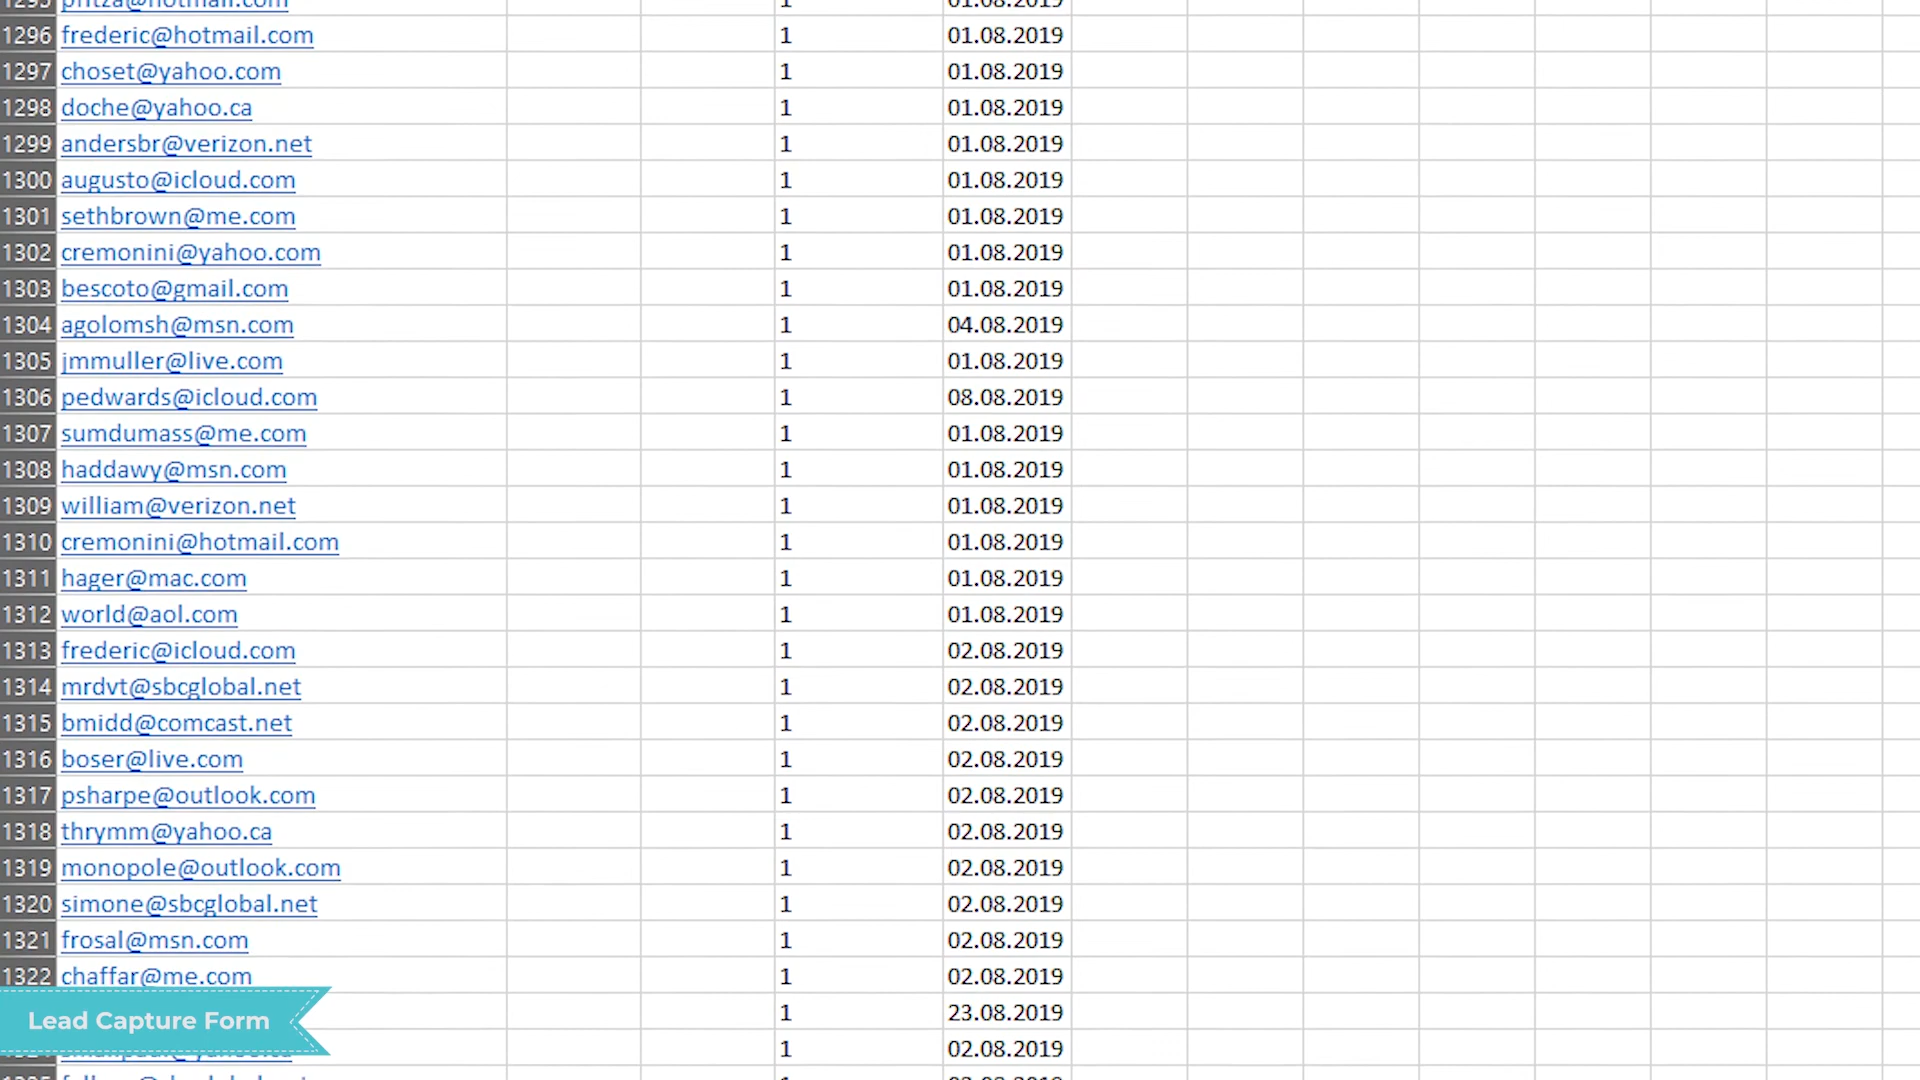 1296 frederic@hotmail.com 1 01.08.2019
1297 choset@yahoo.com 1 01.08.2019
1298 doche@yahoo.ca 1 01.08.2019
1299 andersbr@verizon.net 1 01.08.2019
1300 augusto@icloud.com 1 01.08.2019
1301 sethbrown@me.com 1 01.08.2019
1302 cremonini@yahoo.com 1 01.08.2019
1303 bescoto@gmail.com 1 01.08.2019
1304 agolomsh@msn.com 1 04.08.2019
1305 jmmuller@live.com 1 01.08.2019
1306 pedwards@icloud.com 1 08.08.2019
1307 sumdumass@me.com 1 01.08.2019
1308 haddawy@msn.com 1 01.08.2019
1309 william@verizon.net 1 01.08.2019
1310 cremonini@hotmail.com 1 01.08.2019
1311 hager@mac.com 1 01.08.2019
1312 world@aol.com 1 01.08.2019
1313 frederic@icloud.com 1 02.08.2019
1314 mrdvt@sbcglobal.net 1 02.08.2019
1315 bmidd@comcast.net 1 02.08.2019
1316 boser@live.com 1 02.08.2019
1317 psharpe@outlook.com 1 02.08.2019
1318 thrymm@yahoo.ca 1 02.08.2019
1319 monopole@outlook.com 1 02.08.2019
1320 simone@sbcglobal.net 1 02.08.2019
1321 frosal@msn.com 1 02.08.2019
1322 chaffar@me.com 1 02.08.2019
Lead Capture Form 1 23.08.2019
1 02.08.2019